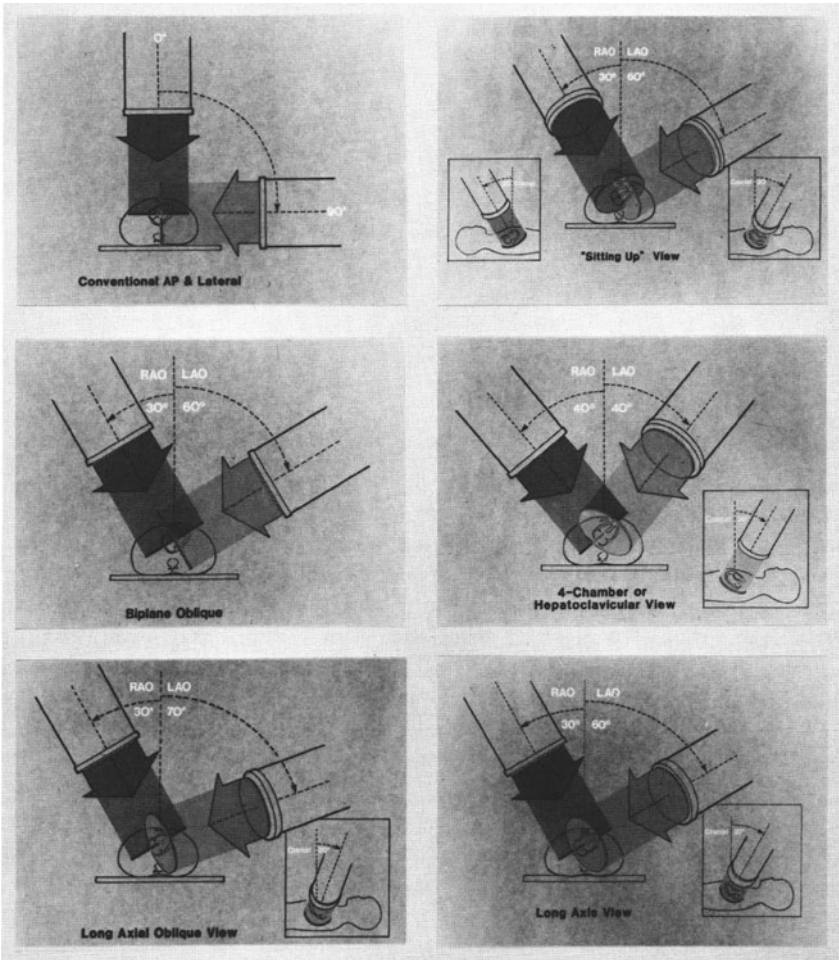 0°
90°
Conventional AP & Lateral
RAO LAO
30° 60°
"Sitting Up" View
RAO LAO
30° 60°
Biplane Oblique
RAO LAO
40° 40°
4-Chamber or
Hepatoclavicular View
RAO LAO
30° 70°
Cranial
Long Axial Oblique View
RAO LAO
30° 60°
Cranial
Long Axis View